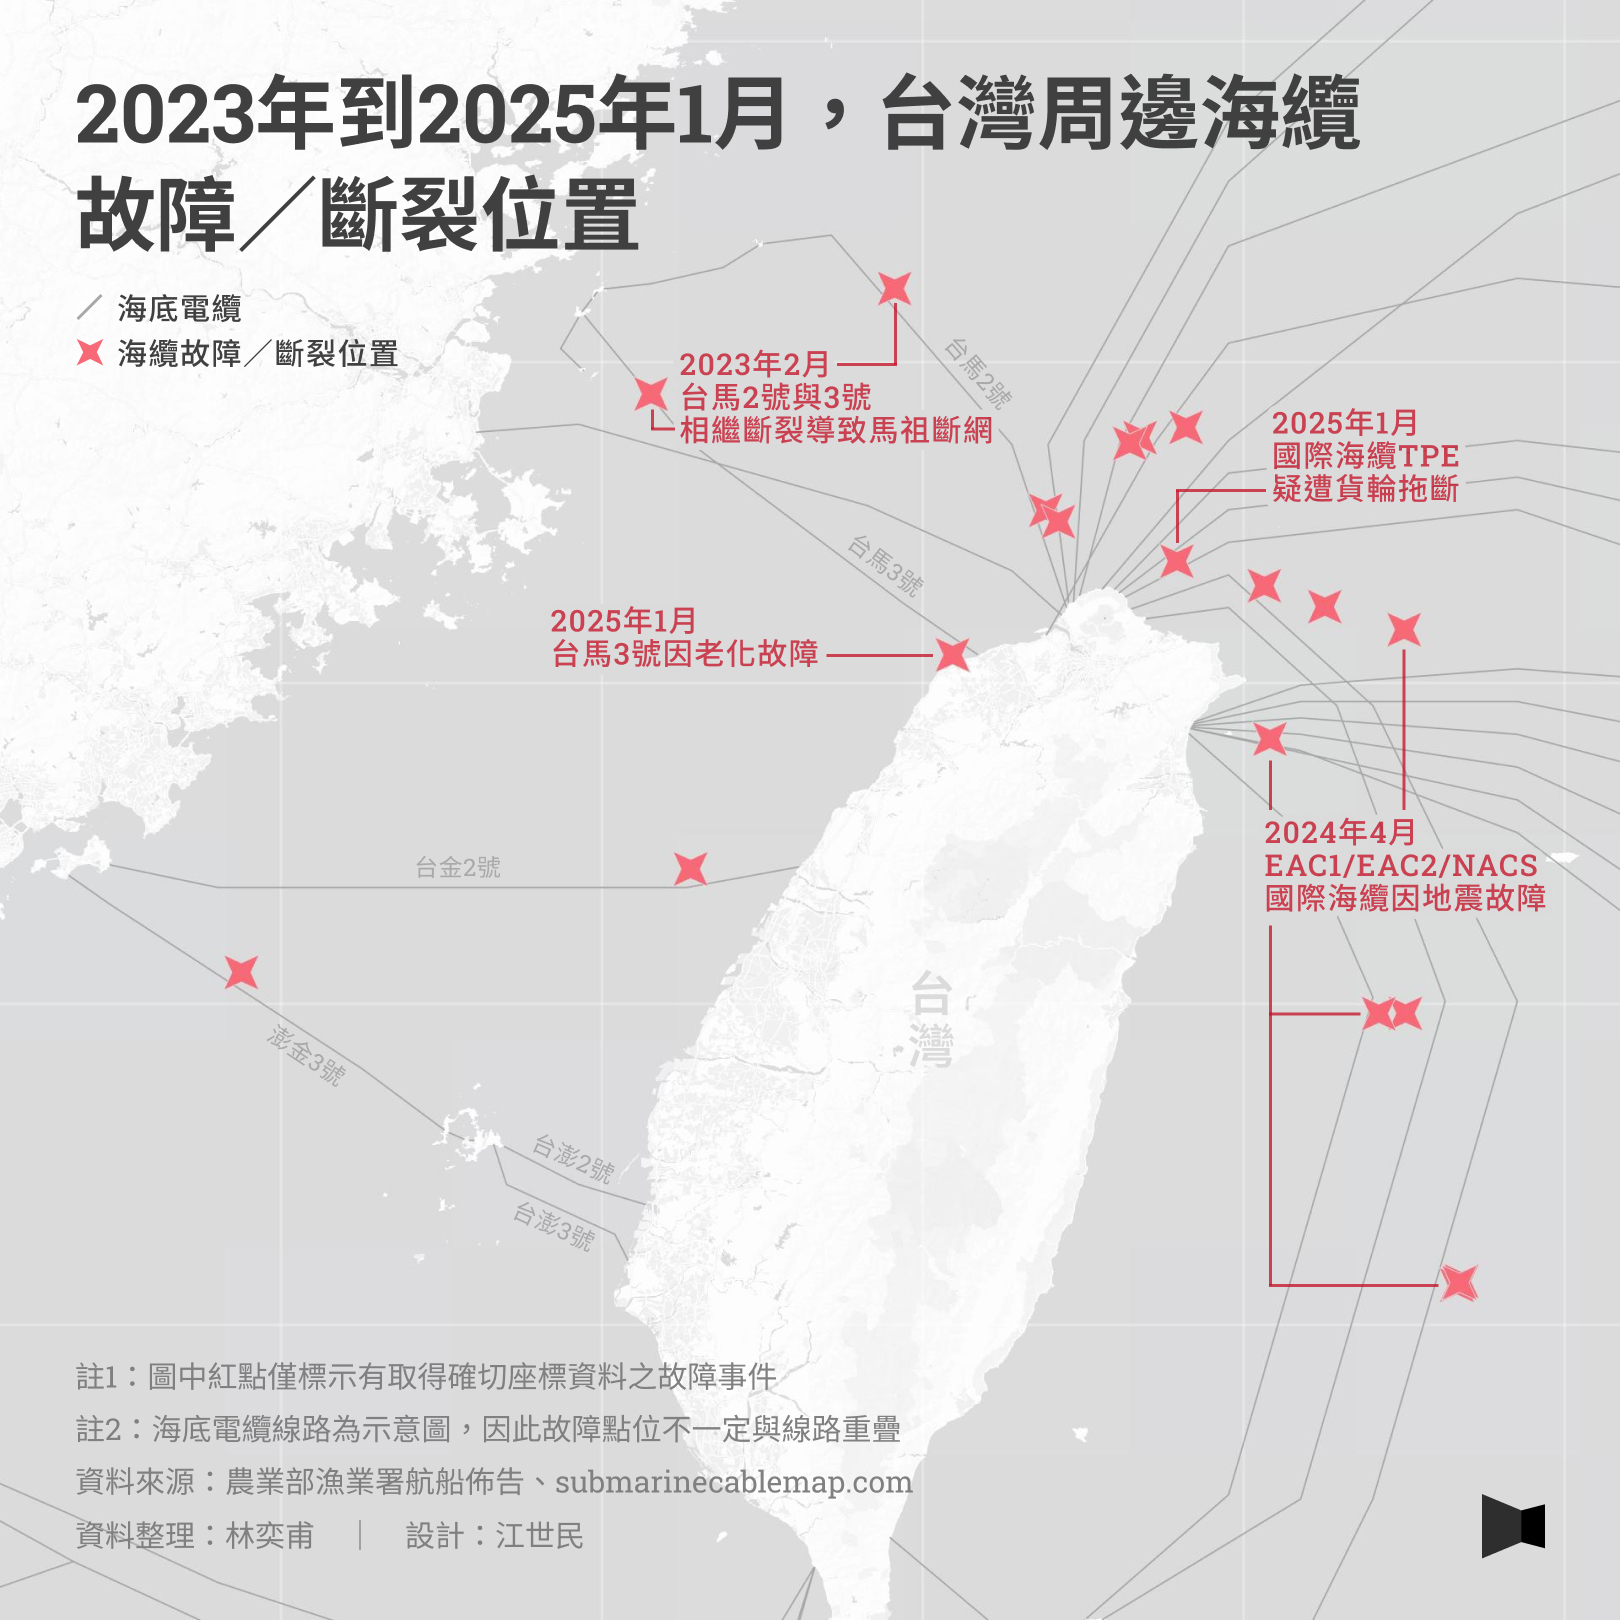 2023年到2025年1月，台灣周邊海纜
故障／斷裂位置
海底電纜
海纜故障／斷裂位置
2023年2月
台馬2號與3號
相繼斷裂導致馬祖斷網
台馬2號
2025年1月
國際海纜TPE
疑遭貨輪拖斷
台馬3號
2025年1月
台馬3號因老化故障
2024年4月
EAC1/EAC2/NACS
國際海纜因地震故障
台金2號
台
灣
澎金3號
台澎2號
台澎3號
註1：圖中紅點僅標示有取得確切座標資料之故障事件
註2：海底電纜線路為示意圖，因此故障點位不一定與線路重疊
資料來源：農業部漁業署航船佈告、submarinecablemap.com
資料整理：林奕甫 ｜ 設計：江世民